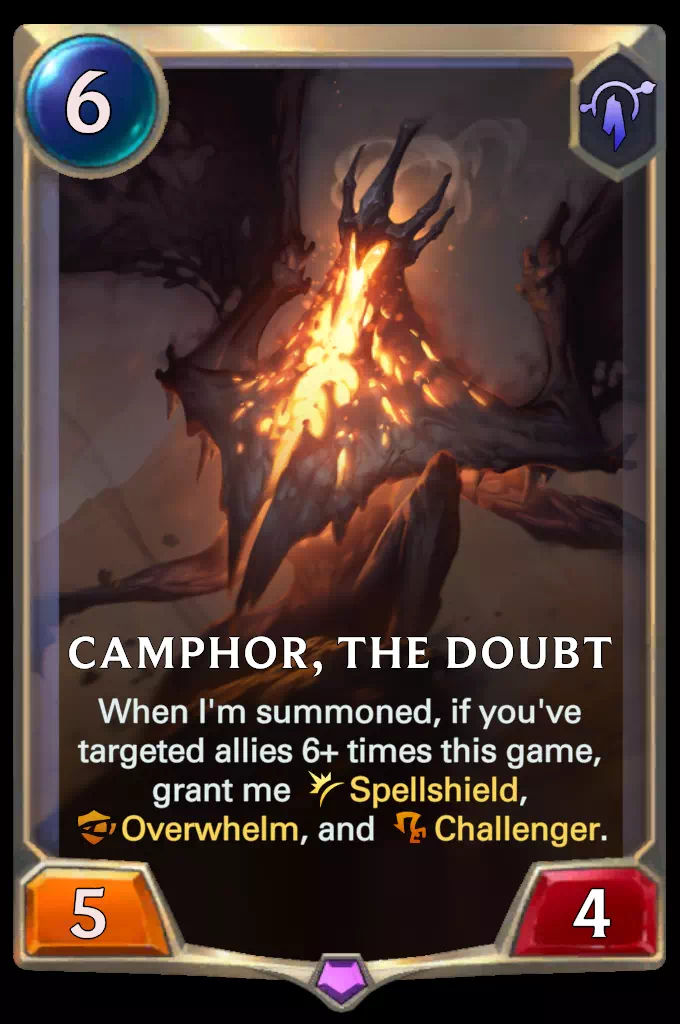 6
CAMPHOR, THE DOUBT
When I'm summoned, if you've
targeted allies 6+ times this game,
grant me Spellshield,
Overwhelm, and Challenger.
5
4